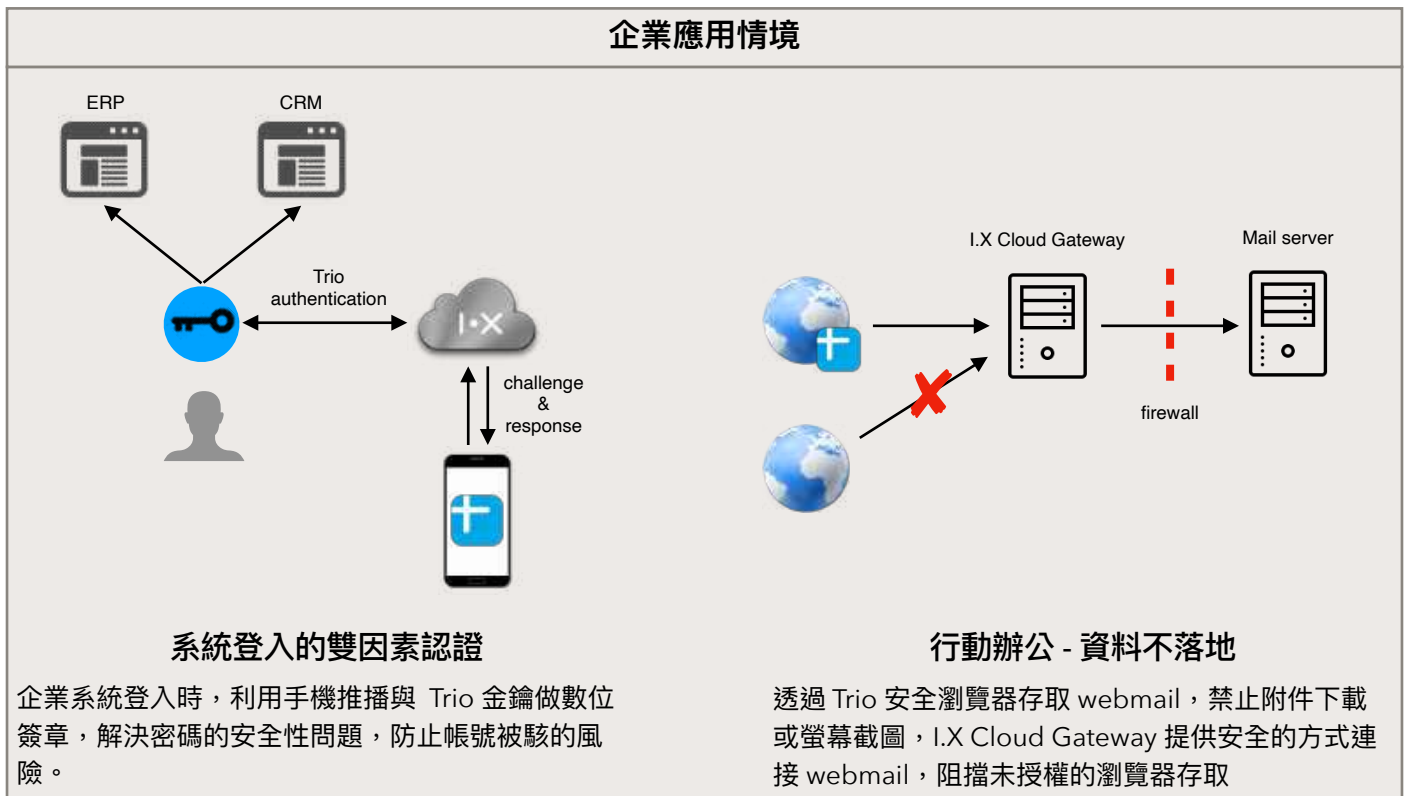 企業應用情境
ERP
CRM
Trio
authentication
I•X
challenge
&
response
系統登入的雙因素認證
企業系統登入時，利用手機推播與 Trio 金鑰做數位
簽章，解決密碼的安全性問題，防止帳號被駭的風
險。
I.X Cloud Gateway
Mail server
firewall
行動辦公 - 資料不落地
透過 Trio 安全瀏覽器存取 webmail，禁止附件下載
或螢幕截圖，I.X Cloud Gateway 提供安全的方式連
接 webmail，阻擋未授權的瀏覽器存取